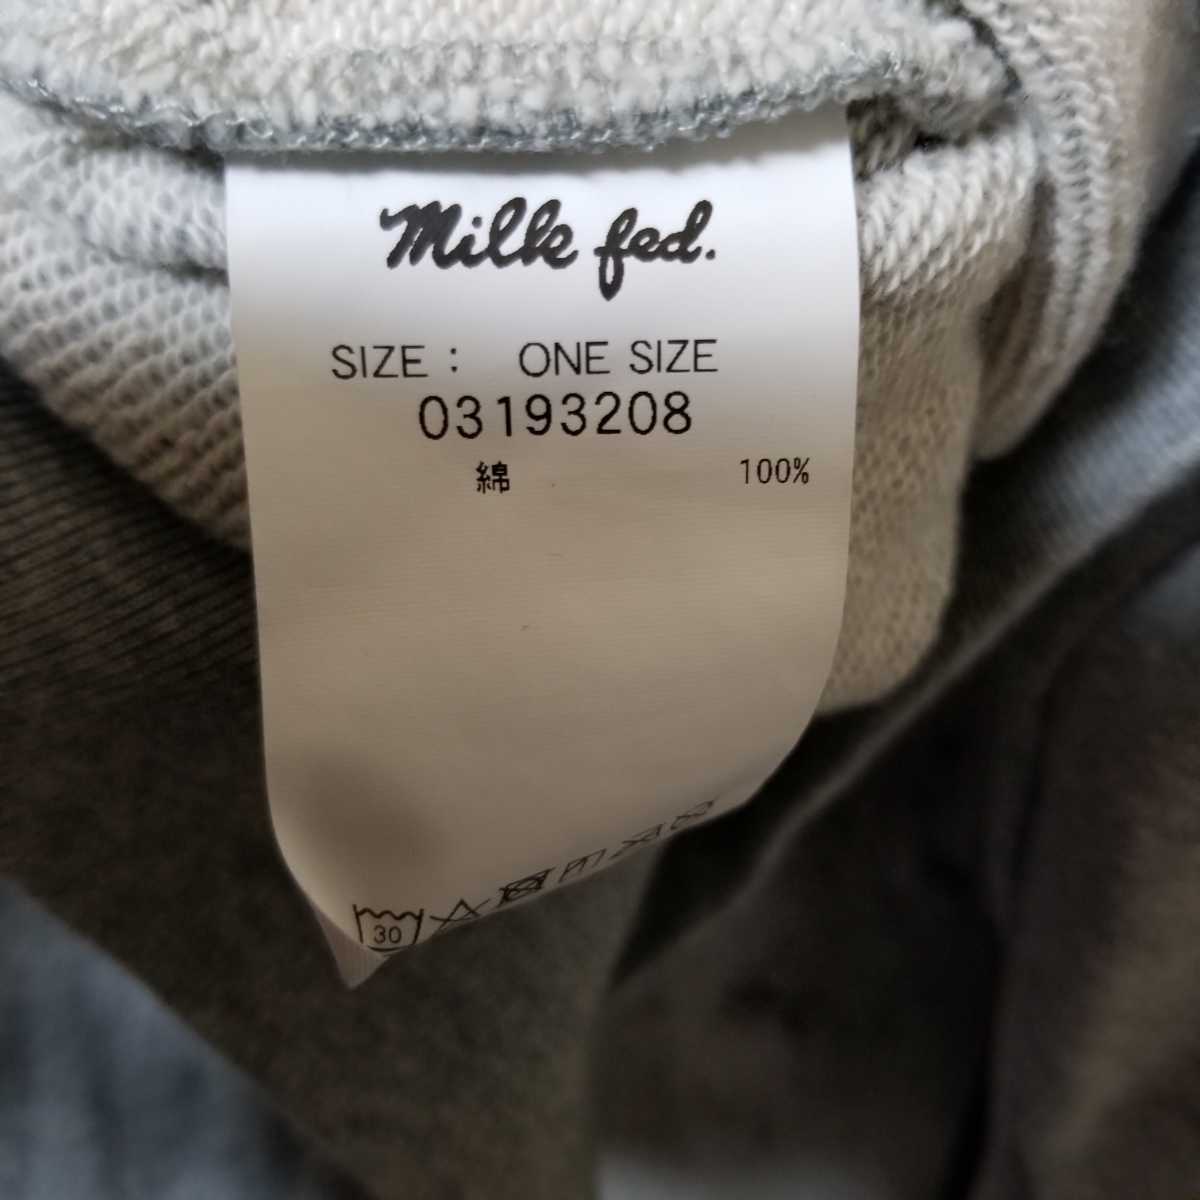 Milk fed.
SIZE : ONE SIZE
03193208
綿 100%
30